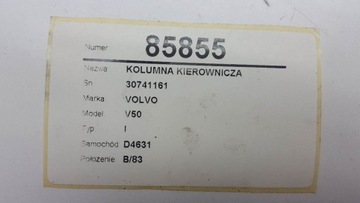 Numer 85855
Nazwa KOLUMNA KIEROWNICZA
Sn 30741161
Marka VOLVO
Model V50
Typ I
Samochód D4631
Położenie B/83